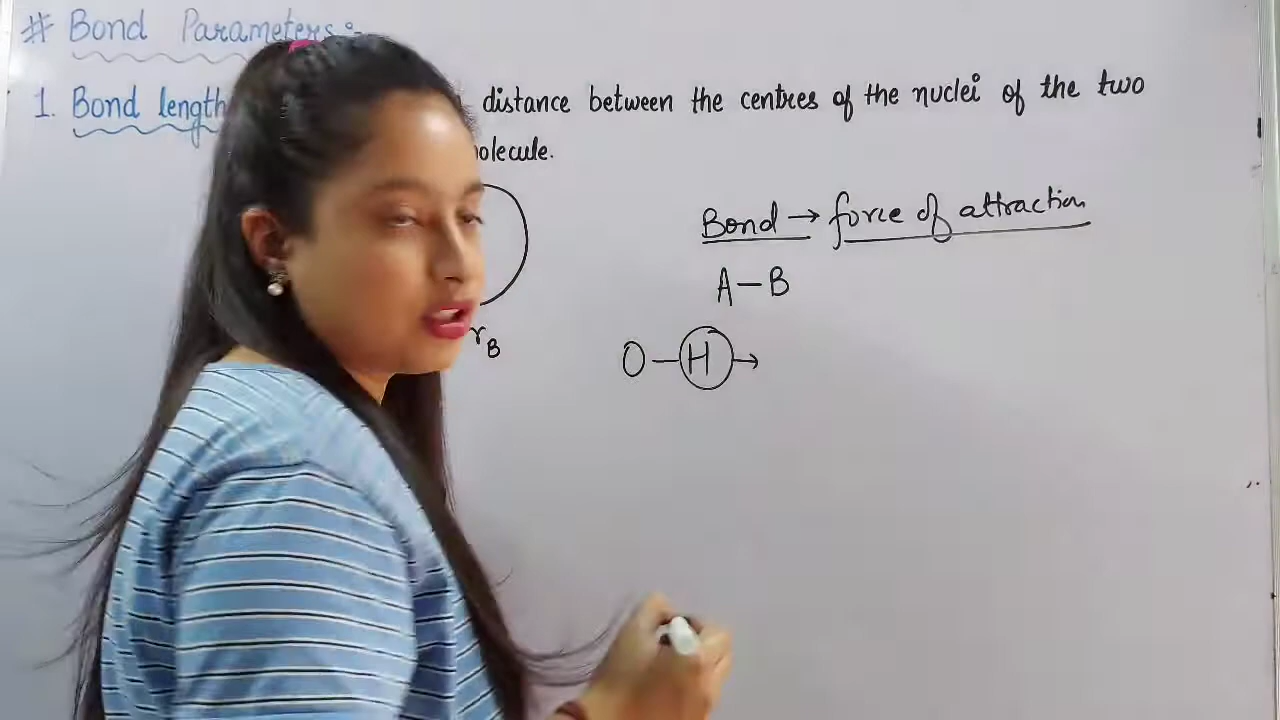 # Bond Parameters:-
1. Bond length distance between the centres of the nuclei of the two
olecule.
Bond → force of attraction
A – B
rB
O – H →